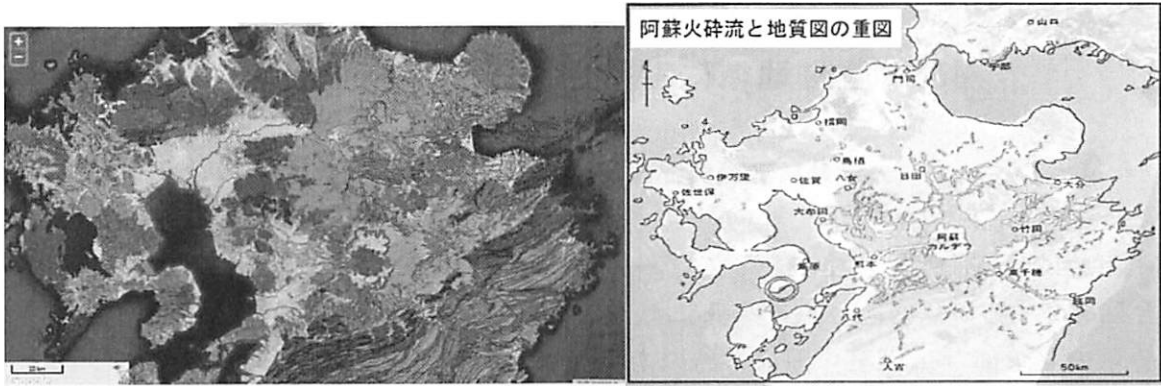 +
−
阿蘇火砕流と地質図の重図
山口
宇部
門司
福岡
鳥栖
伊万里
佐賀
八女
日田
佐世保
大分
大牟田
竹田
阿蘇
カルデラ
島原
熊本
高千穂
延岡
八代
人吉
50km